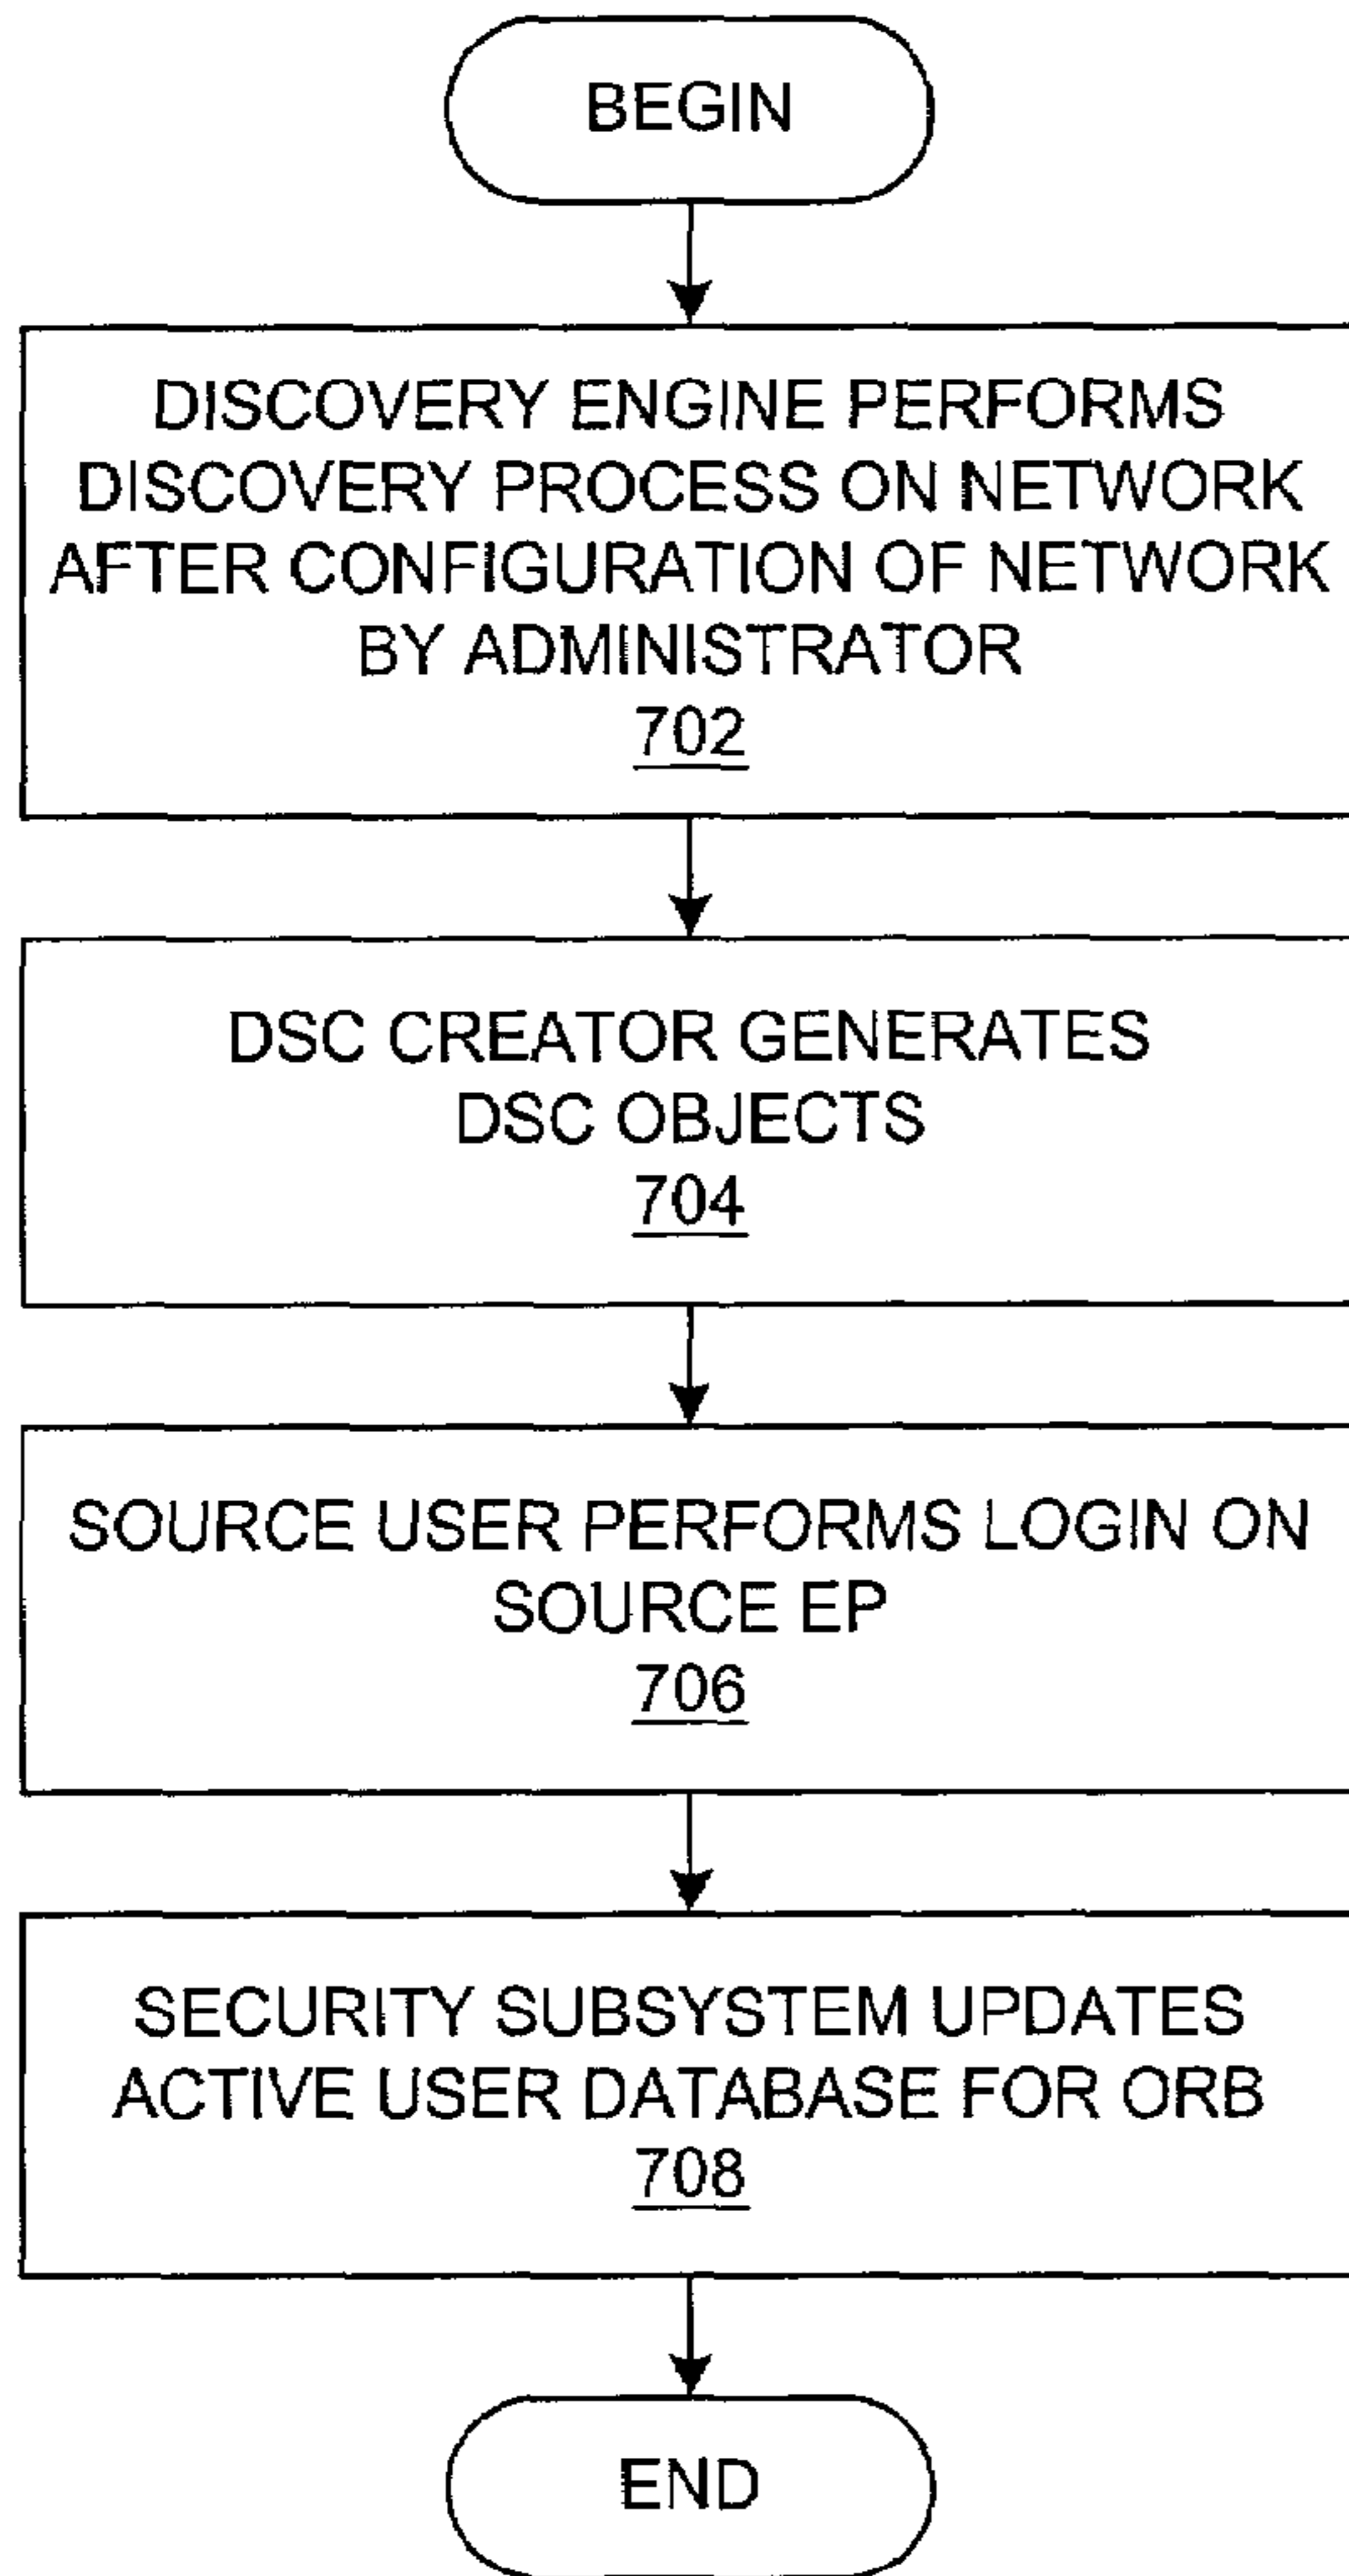 BEGIN
DISCOVERY ENGINE PERFORMS
DISCOVERY PROCESS ON NETWORK
AFTER CONFIGURATION OF NETWORK
BY ADMINISTRATOR
702
DSC CREATOR GENERATES
DSC OBJECTS
704
SOURCE USER PERFORMS LOGIN ON
SOURCE EP
706
SECURITY SUBSYSTEM UPDATES
ACTIVE USER DATABASE FOR ORB
708
END